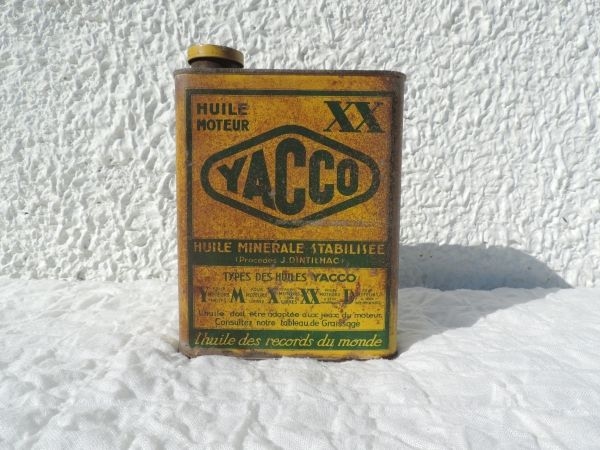 HUILE
MOTEUR
XX
YACCO
HUILE MINERALE STABILISEE
(Procédés J. DINTILHAC)
TYPES DES HUILES YACCO
Y M X XX D
L'huile doit être adaptée aux jeux du moteur
Consultez notre tableau de Graissage
l'huile des records du monde